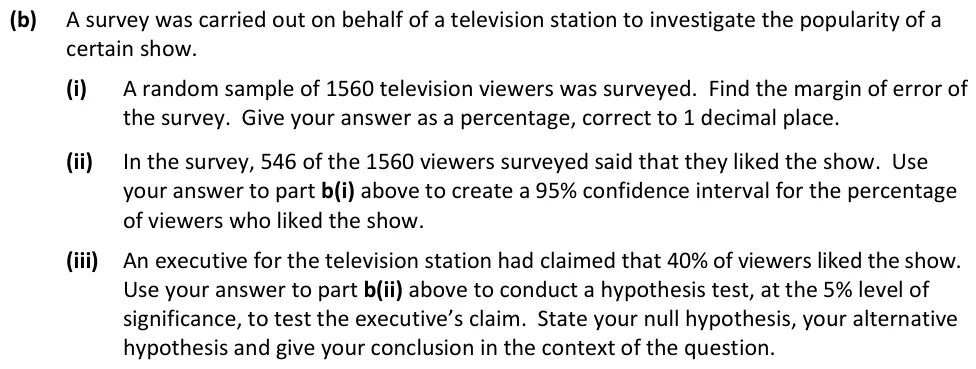 (b) A survey was carried out on behalf of a television station to investigate the popularity of a
certain show.
(i) A random sample of 1560 television viewers was surveyed. Find the margin of error of
the survey. Give your answer as a percentage, correct to 1 decimal place.
(ii) In the survey, 546 of the 1560 viewers surveyed said that they liked the show. Use
your answer to part b(i) above to create a 95% confidence interval for the percentage
of viewers who liked the show.
(iii) An executive for the television station had claimed that 40% of viewers liked the show.
Use your answer to part b(ii) above to conduct a hypothesis test, at the 5% level of
significance, to test the executive’s claim. State your null hypothesis, your alternative
hypothesis and give your conclusion in the context of the question.